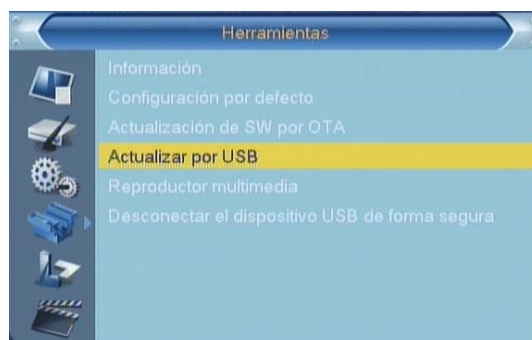 Herramientas
Información
Configuración por defecto
Actualización de SW por OTA
Actualizar por USB
Reproductor multimedia
Desconectar el dispositivo USB de forma segura